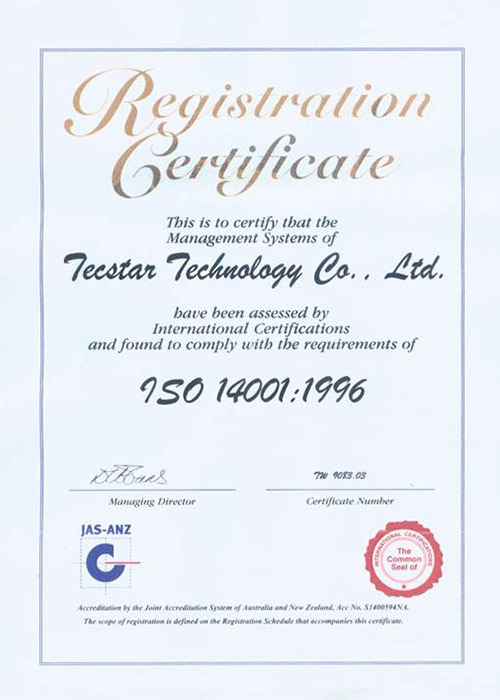 Registration
Certificate
This is to certify that the
Management Systems of
Tecstar Technology Co., Ltd.
have been assessed by
International Certifications
and found to comply with the requirements of
ISO 14001:1996
TW 9083.03
Managing Director
Certificate Number
JAS-ANZ
INTERNATIONAL CERTIFICATIONS
The
Common
Seal of
Accreditation by the Joint Accreditation System of Australia and New Zealand, Acc No. S1400594NA.
The scope of registration is defined on the Registration Schedule that accompanies this certificate.